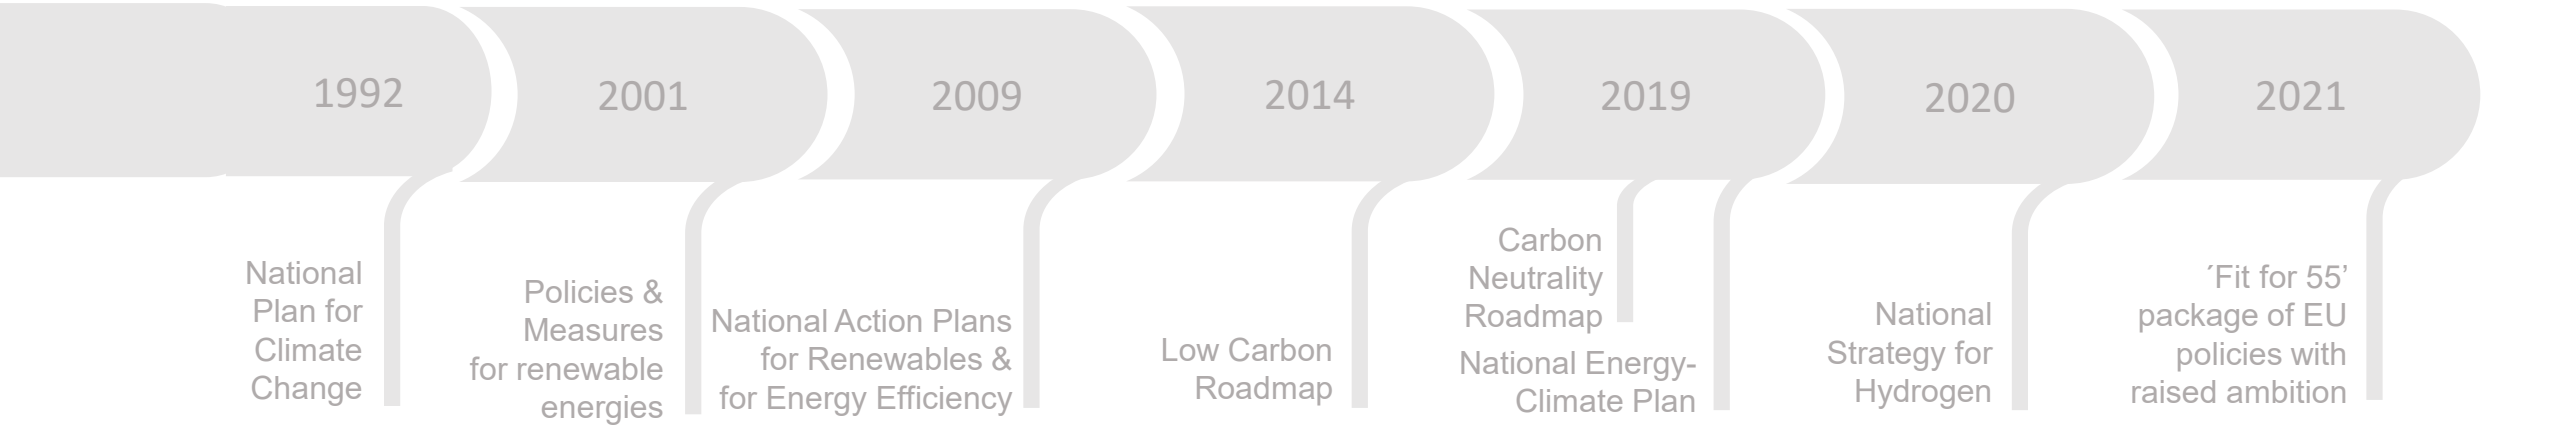 1992
2001
2009
2014
2019
2020
2021
National
Plan for
Climate
Change
Policies &
Measures
for renewable
energies
National Action Plans
for Renewables &
for Energy Efficiency
Low Carbon
Roadmap
Carbon
Neutrality
Roadmap
National Energy-
Climate Plan
National
Strategy for
Hydrogen
´Fit for 55’
package of EU
policies with
raised ambition